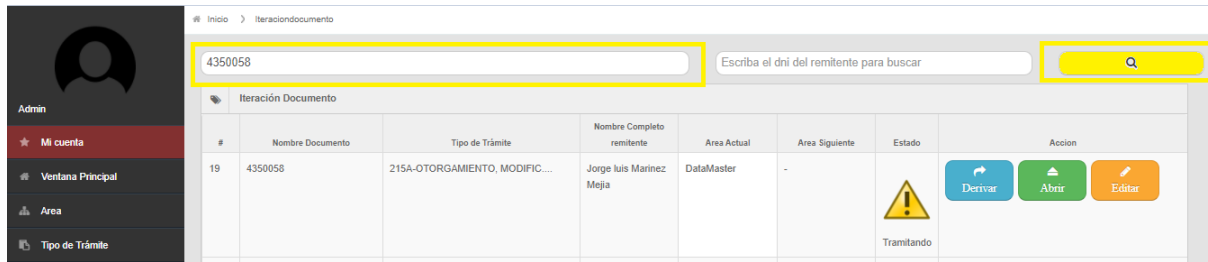 Inicio > Iteraciondocumento
4350058
Escriba el dni del remitente para buscar
Admin
Mi cuenta
Ventana Principal
Area
Tipo de Trámite
Iteración Documento
# Nombre Documento Tipo de Trámite Nombre Completo remitente Area Actual Area Siguiente Estado Accion
19 4350058 215A-OTORGAMIENTO, MODIFIC.... Jorge luis Marinez Mejia DataMaster - Tramitando Derivar Abrir Editar